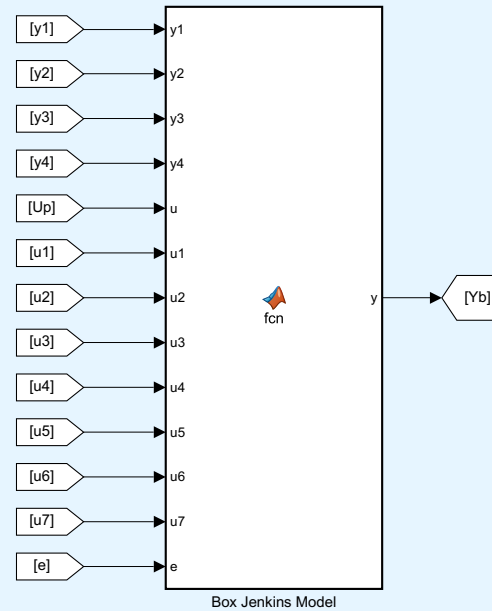 [y1] y1
[y2] y2
[y3] y3
[y4] y4
[Up] u
[u1] u1
[u2] u2
fcn
y [Yb]
[u3] u3
[u4] u4
[u5] u5
[u6] u6
[u7] u7
[e] e
Box Jenkins Model